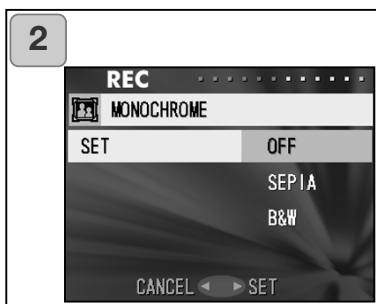 2
REC
MONOCHROME
SET OFF
SEPIA
B&W
CANCEL ◄ ► SET